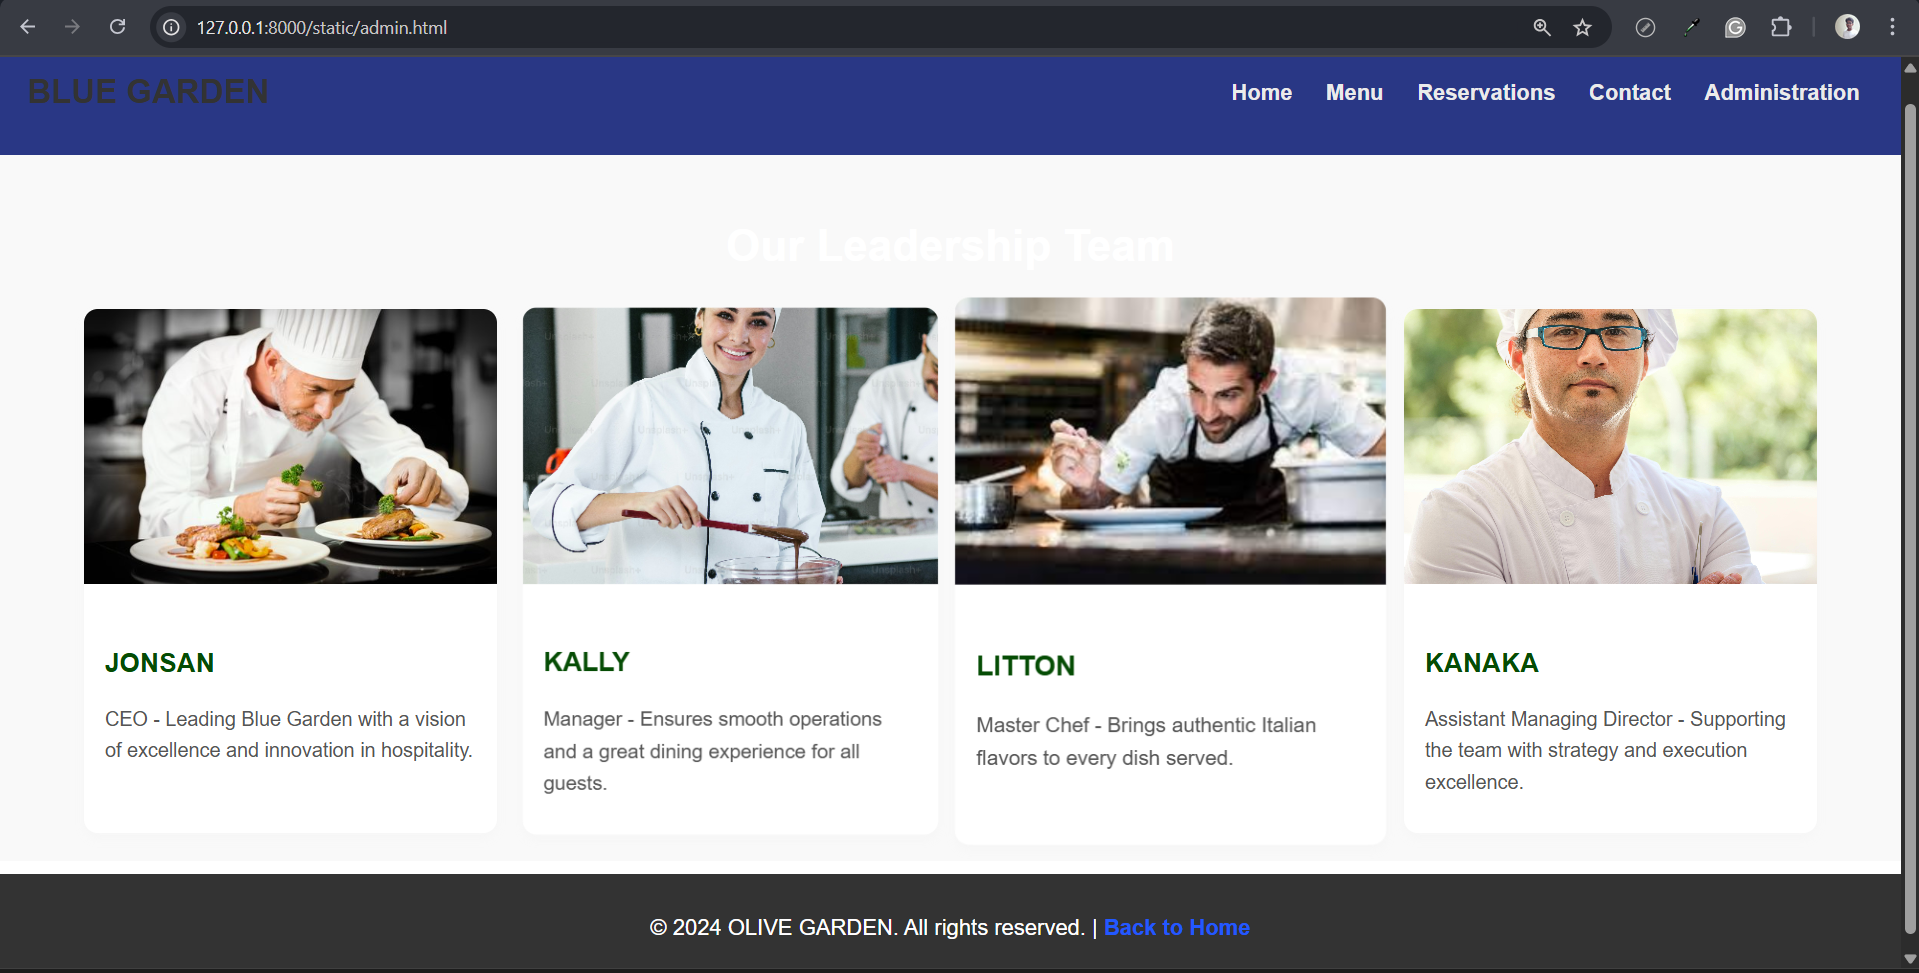 127.0.0.1:8000/static/admin.html
BLUE GARDEN
Home Menu Reservations Contact Administration
Our Leadership Team
Unsplash+
JONSAN
CEO - Leading Blue Garden with a vision
of excellence and innovation in hospitality.
KALLY
Manager - Ensures smooth operations
and a great dining experience for all
guests.
LITTON
Master Chef - Brings authentic Italian
flavors to every dish served.
KANAKA
Assistant Managing Director - Supporting
the team with strategy and execution
excellence.
© 2024 OLIVE GARDEN. All rights reserved. | Back to Home